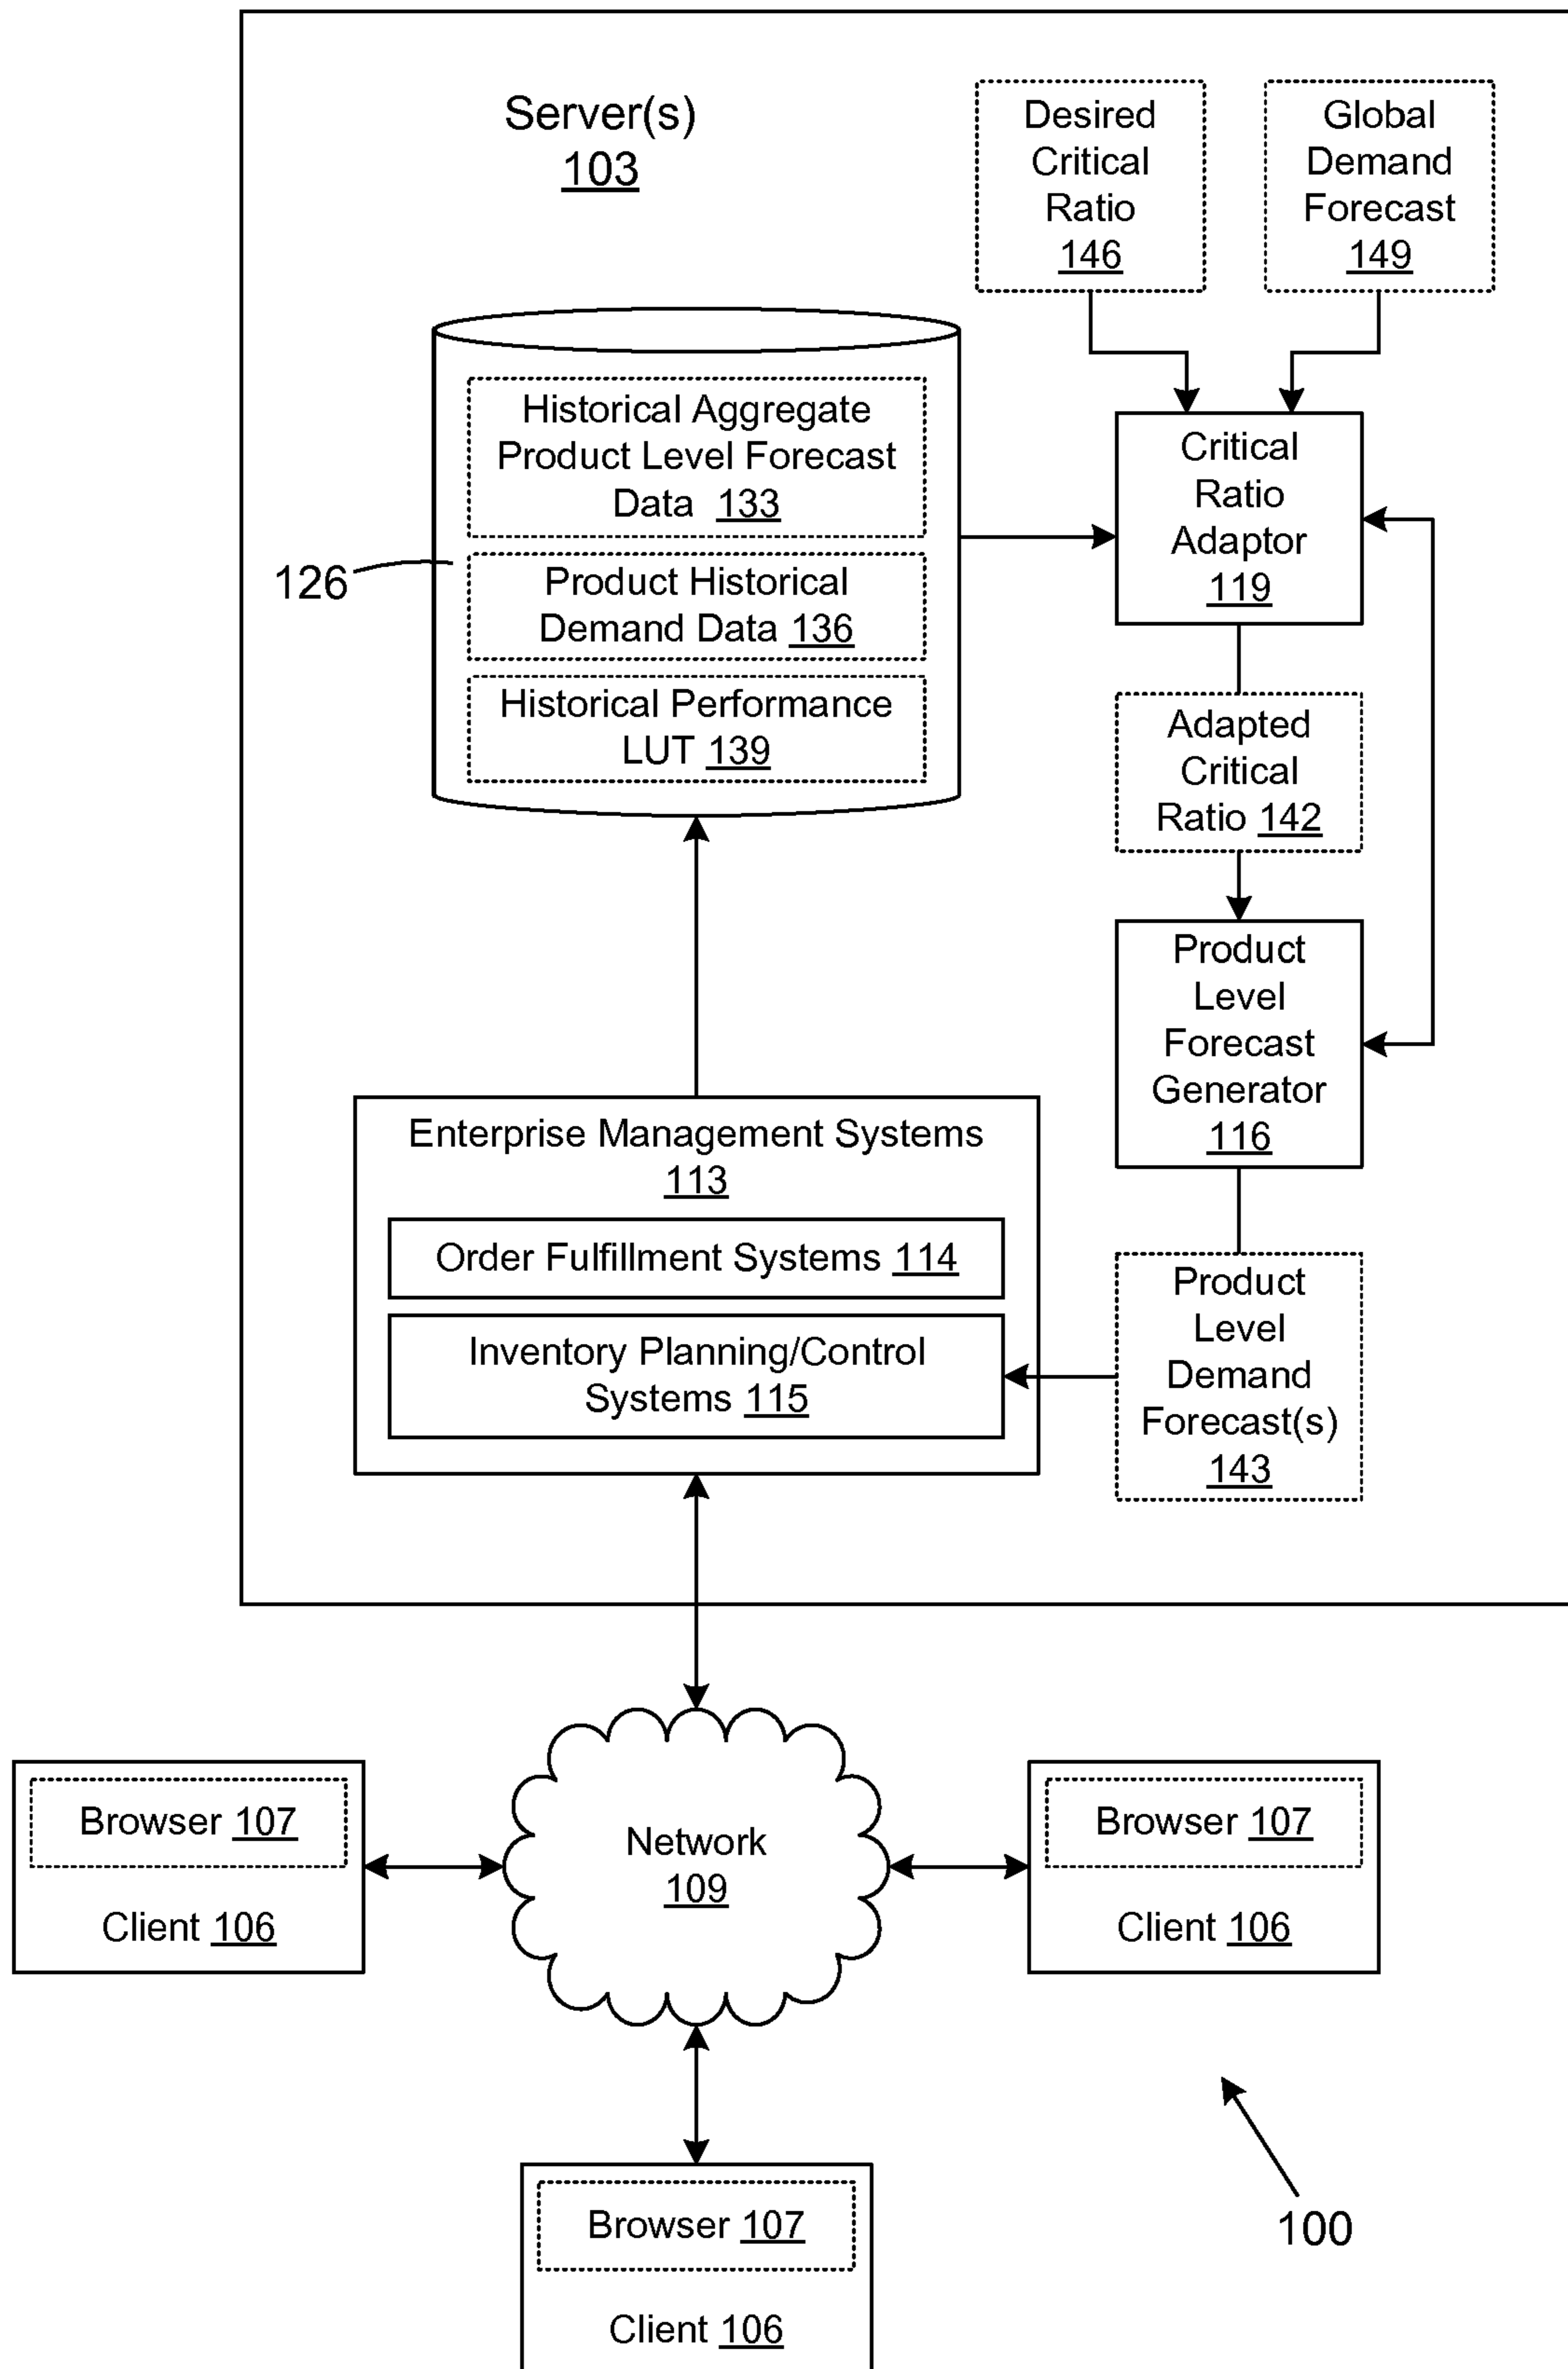 Server(s)
103
Desired
Critical
Ratio
146
Global
Demand
Forecast
149
Historical Aggregate
Product Level Forecast
Data 133
Product Historical
Demand Data 136
Historical Performance
LUT 139
126
Critical
Ratio
Adaptor
119
Adapted
Critical
Ratio 142
Product
Level
Forecast
Generator
116
Enterprise Management Systems
113
Order Fulfillment Systems 114
Inventory Planning/Control
Systems 115
Product
Level
Demand
Forecast(s)
143
Browser 107
Client 106
Network
109
Browser 107
Client 106
Browser 107
Client 106
100